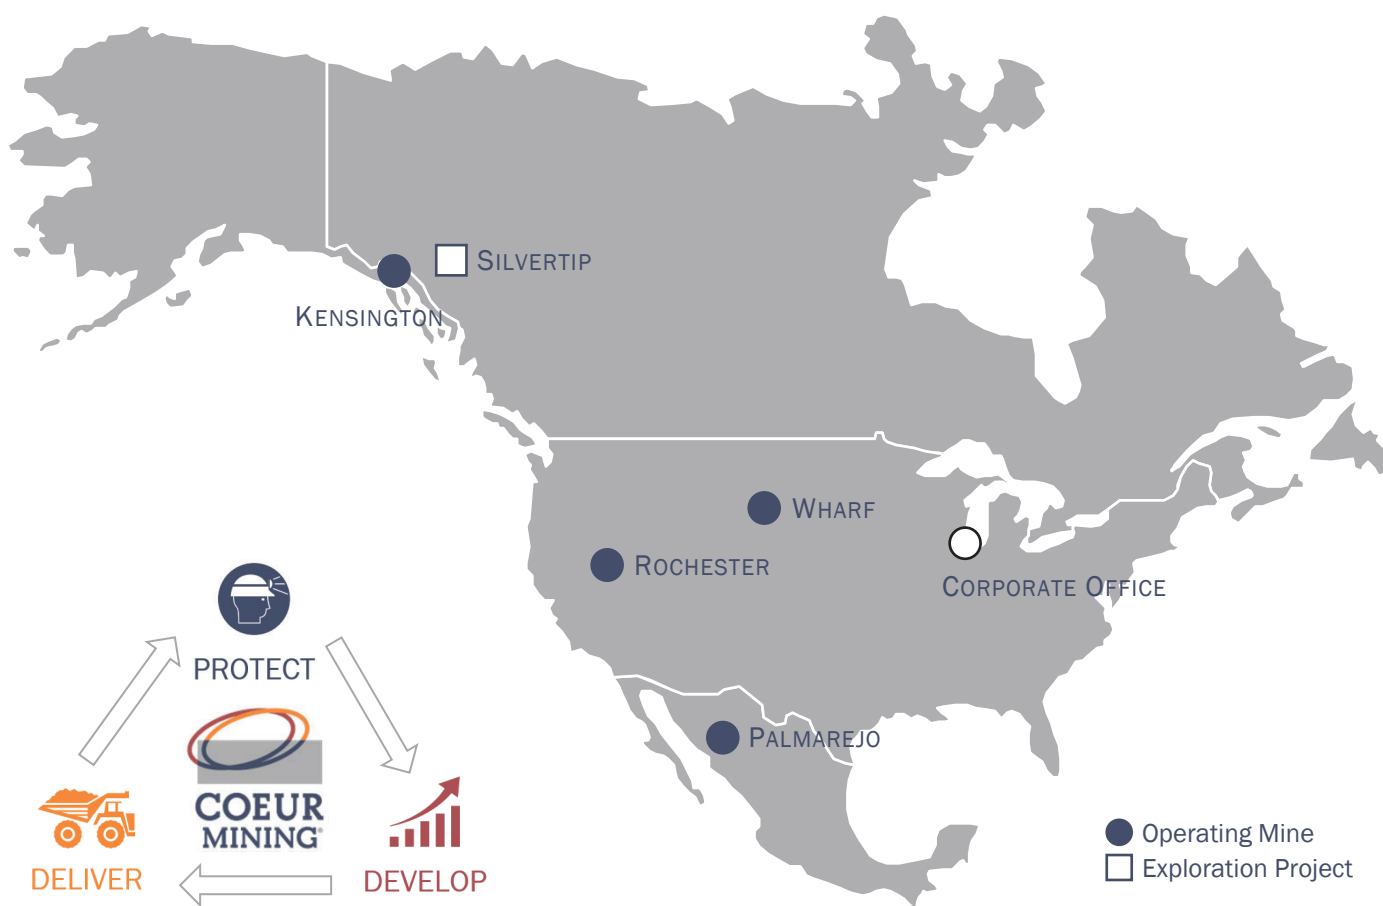 SILVERTIP
KENSINGTON
WHARF
ROCHESTER
CORPORATE OFFICE
PALMAREJO
PROTECT
COEUR
MINING®
DELIVER
DEVELOP
Operating Mine
Exploration Project